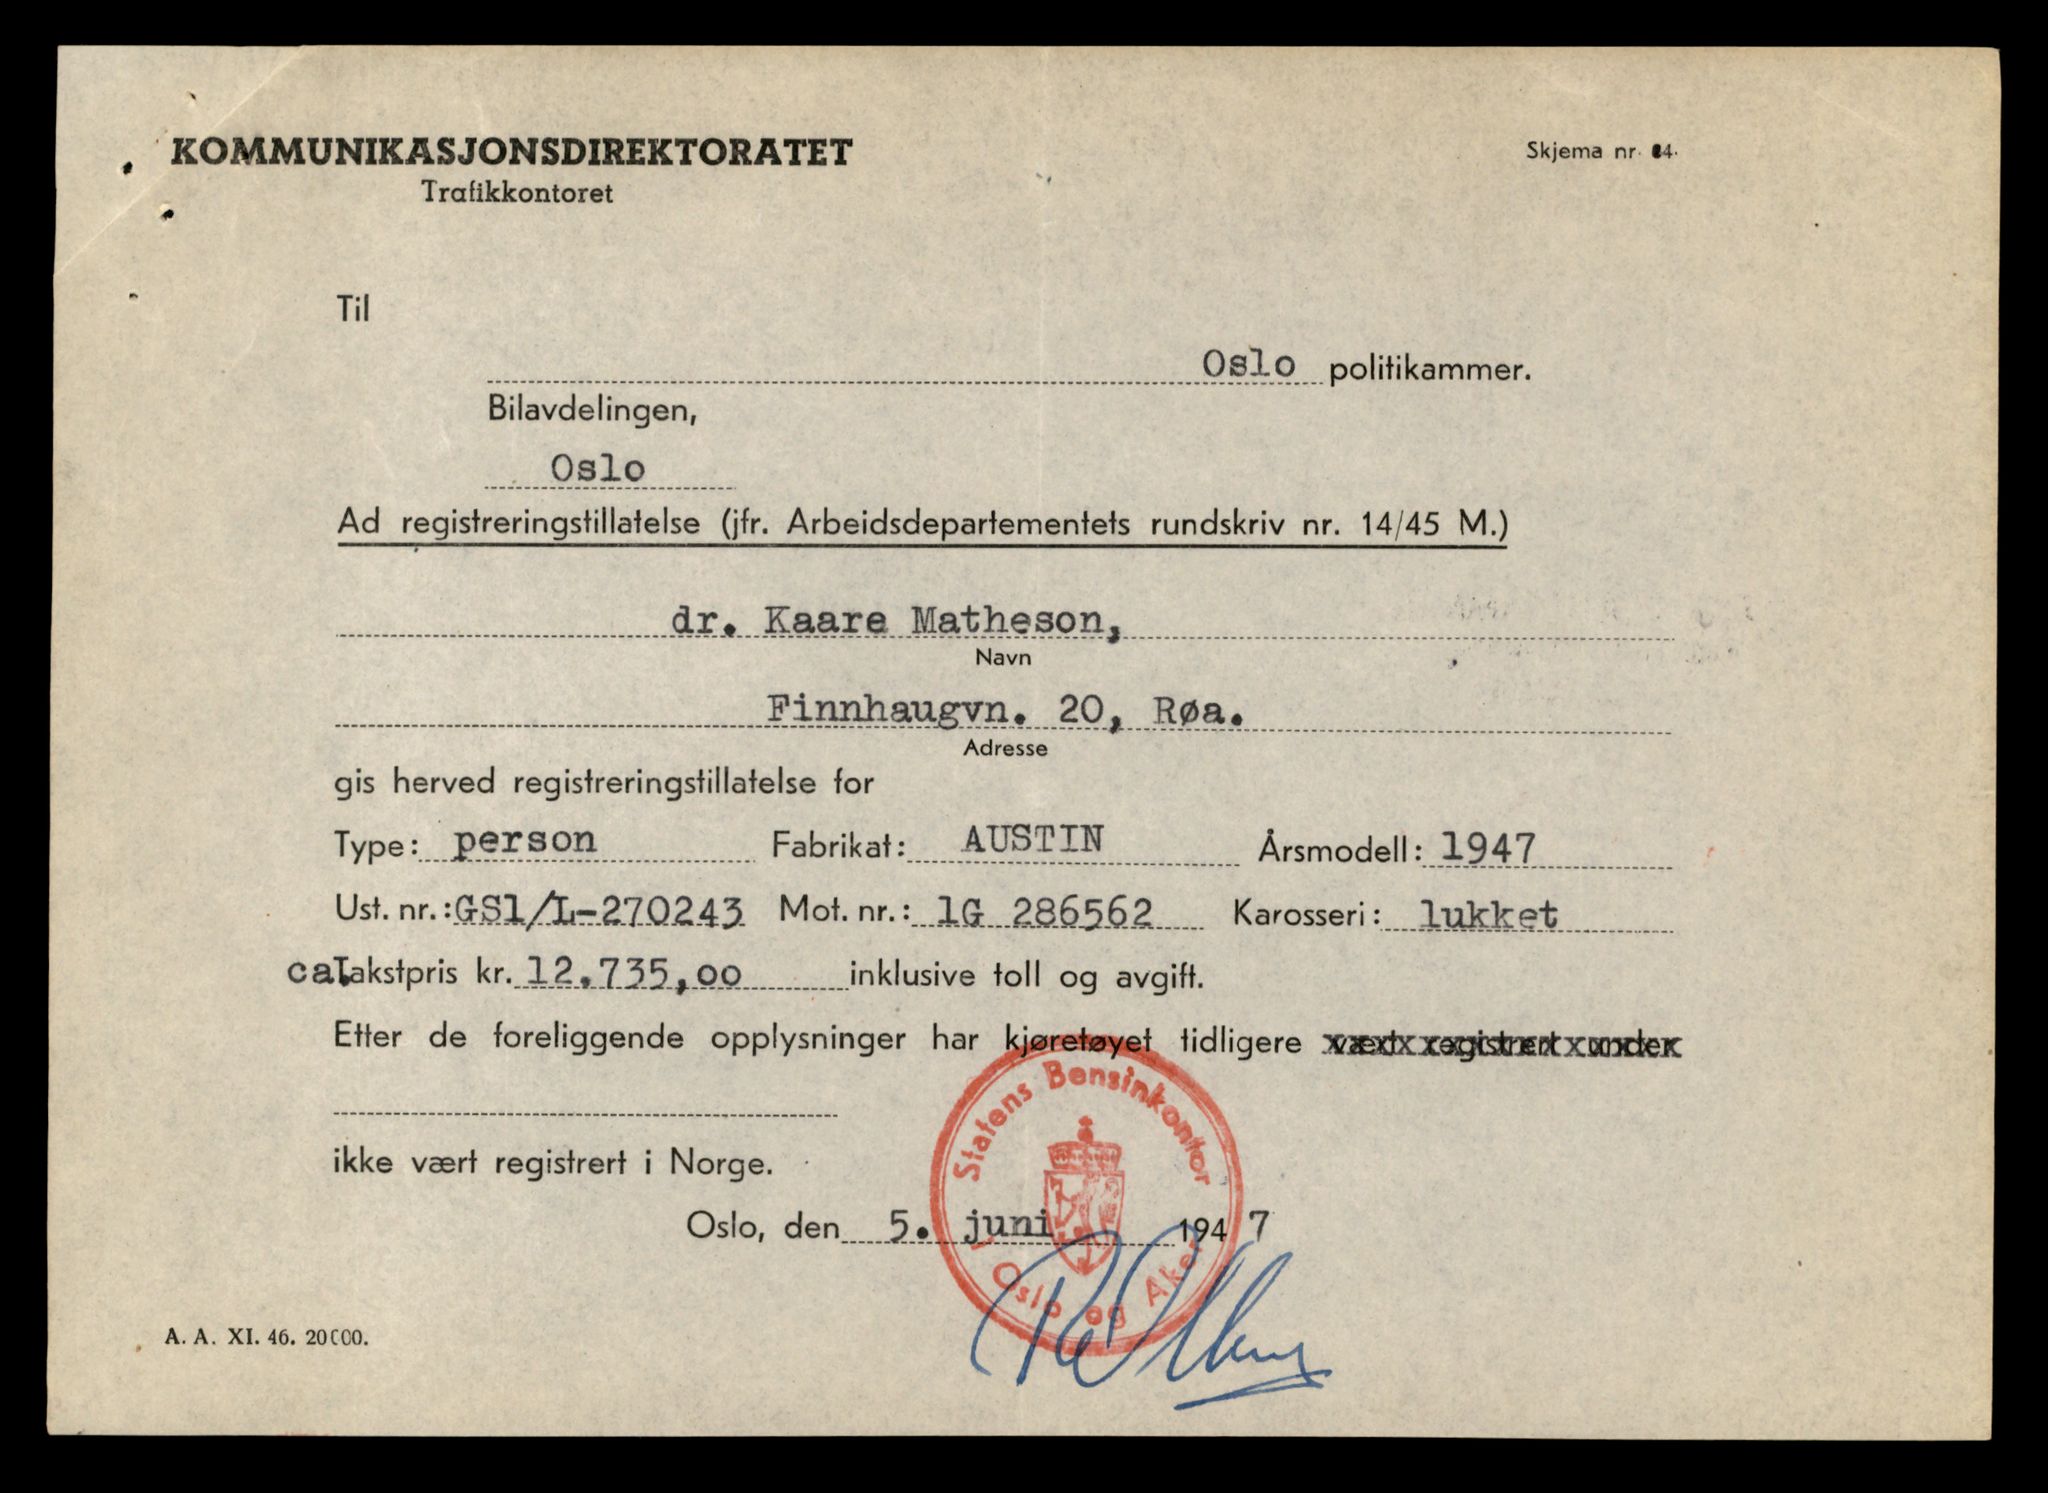 KOMMUNIKASJONSDIREKTORATET
Trafikkontoret
Skjema nr. 84.
Til
Oslo politikammer.
Bilavdelingen,
Oslo
Ad registreringstillatelse (jfr. Arbeidsdepartementets rundskriv nr. 14/45 M.)
dr. Kaare Matheson,
Navn
Finnhaugvn. 20, Røa.
Adresse
gis herved registreringstillatelse for
Type: person Fabrikat: AUSTIN Årsmodell: 1947
Ust. nr.: GS1/L-270243 Mot. nr.: 1G 286562 Karosseri: lukket
ca. Takstpris kr. 12.735,00 inklusive toll og avgift.
Etter de foreliggende opplysninger har kjøretøyet tidligere vært registrert under
ikke vært registrert i Norge.
Oslo, den 5. juni 1947
Statens Bensinkontor
i Oslo og Aker
A. A. XI. 46. 20000.